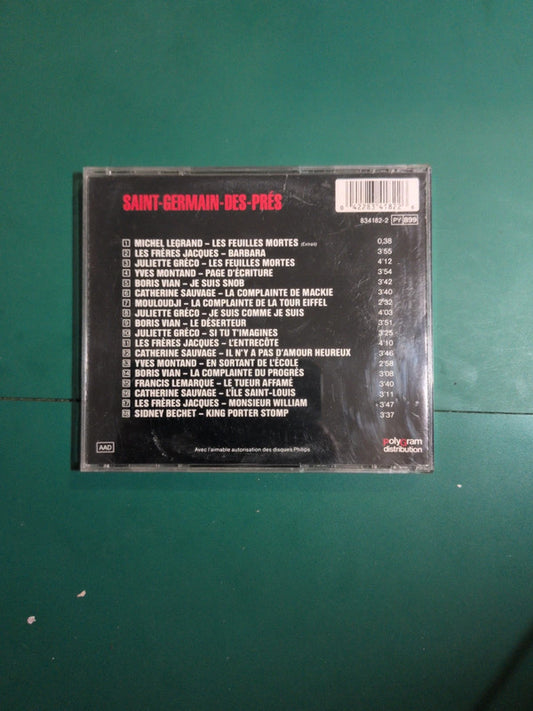 SAINT-GERMAIN-DES-PRÉS
0 42283 41822 6
834182-2 PY 899
1 MICHEL LEGRAND – LES FEUILLES MORTES (Extrait) 0,38
2 LES FRÈRES JACQUES – BARBARA 3'55
3 JULIETTE GRÉCO – LES FEUILLES MORTES 4'12
4 YVES MONTAND – PAGE D'ÉCRITURE 3'54
5 BORIS VIAN – JE SUIS SNOB 3'42
6 CATHERINE SAUVAGE – LA COMPLAINTE DE MACKIE 3'40
7 MOULOUDJI – LA COMPLAINTE DE LA TOUR EIFFEL 2'32
8 JULIETTE GRÉCO – JE SUIS COMME JE SUIS 4'03
9 BORIS VIAN – LE DÉSERTEUR 3'51
10 JULIETTE GRÉCO – SI TU T'IMAGINES 3'25
11 LES FRÈRES JACQUES – L'ENTRECÔTE 4'10
12 CATHERINE SAUVAGE – IL N'Y A PAS D'AMOUR HEUREUX 3'46
13 YVES MONTAND – EN SORTANT DE L'ÉCOLE 2'58
14 BORIS VIAN – LA COMPLAINTE DU PROGRÉS 3'08
15 FRANCIS LEMARQUE – LE TUEUR AFFAMÉ 3'40
16 CATHERINE SAUVAGE – L'ÎLE SAINT-LOUIS 3'11
17 LES FRÈRES JACQUES – MONSIEUR WILLIAM 3'47
18 SIDNEY BECHET – KING PORTER STOMP 3'37
AAD
Avec l'aimable autorisation des disques Philips
polyGram
distribution